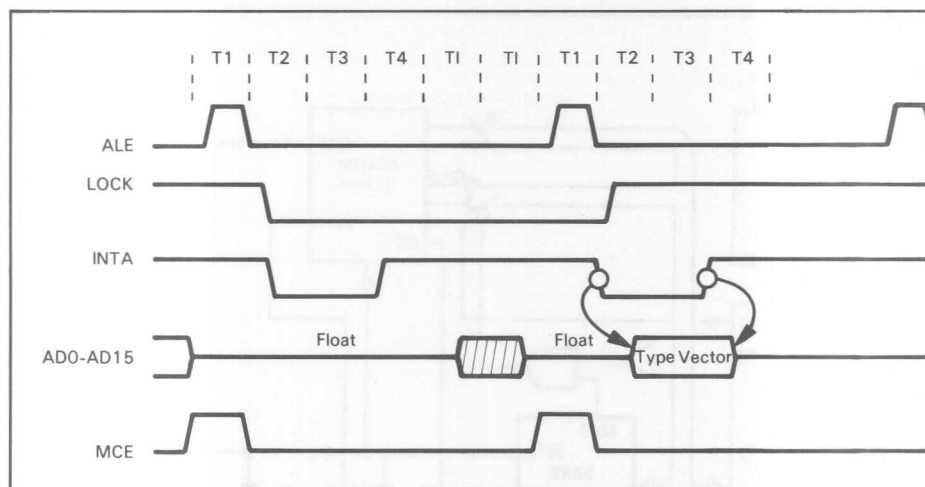 T1 T2 T3 T4 TI TI T1 T2 T3 T4
ALE
LOCK
INTA
Float Float
AD0-AD15 Type Vector
MCE